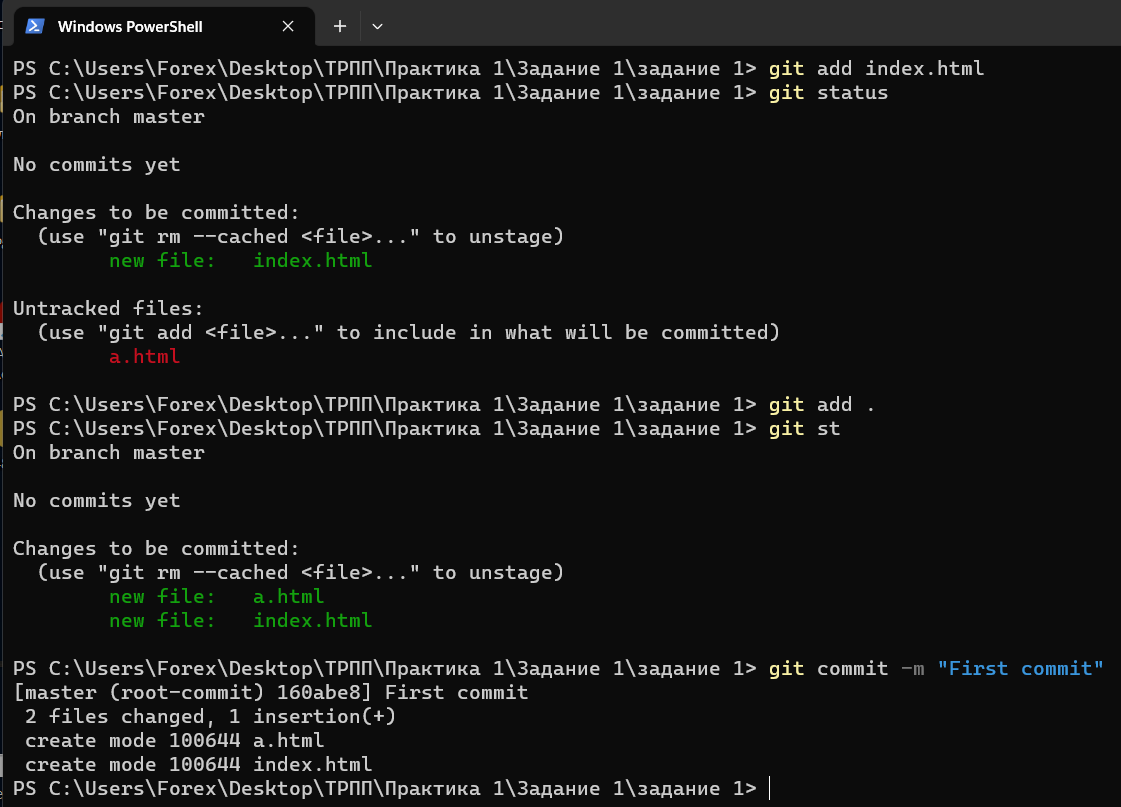 Windows PowerShell
PS C:\Users\Forex\Desktop\ТРПП\Практика 1\Задание 1\задание 1> git add index.html
PS C:\Users\Forex\Desktop\ТРПП\Практика 1\Задание 1\задание 1> git status
On branch master
No commits yet
Changes to be committed:
  (use "git rm --cached <file>..." to unstage)
        new file:   index.html
Untracked files:
  (use "git add <file>..." to include in what will be committed)
        a.html
PS C:\Users\Forex\Desktop\ТРПП\Практика 1\Задание 1\задание 1> git add .
PS C:\Users\Forex\Desktop\ТРПП\Практика 1\Задание 1\задание 1> git st
On branch master
No commits yet
Changes to be committed:
  (use "git rm --cached <file>..." to unstage)
        new file:   a.html
        new file:   index.html
PS C:\Users\Forex\Desktop\ТРПП\Практика 1\Задание 1\задание 1> git commit -m "First commit"
[master (root-commit) 160abe8] First commit
 2 files changed, 1 insertion(+)
 create mode 100644 a.html
 create mode 100644 index.html
PS C:\Users\Forex\Desktop\ТРПП\Практика 1\Задание 1\задание 1>